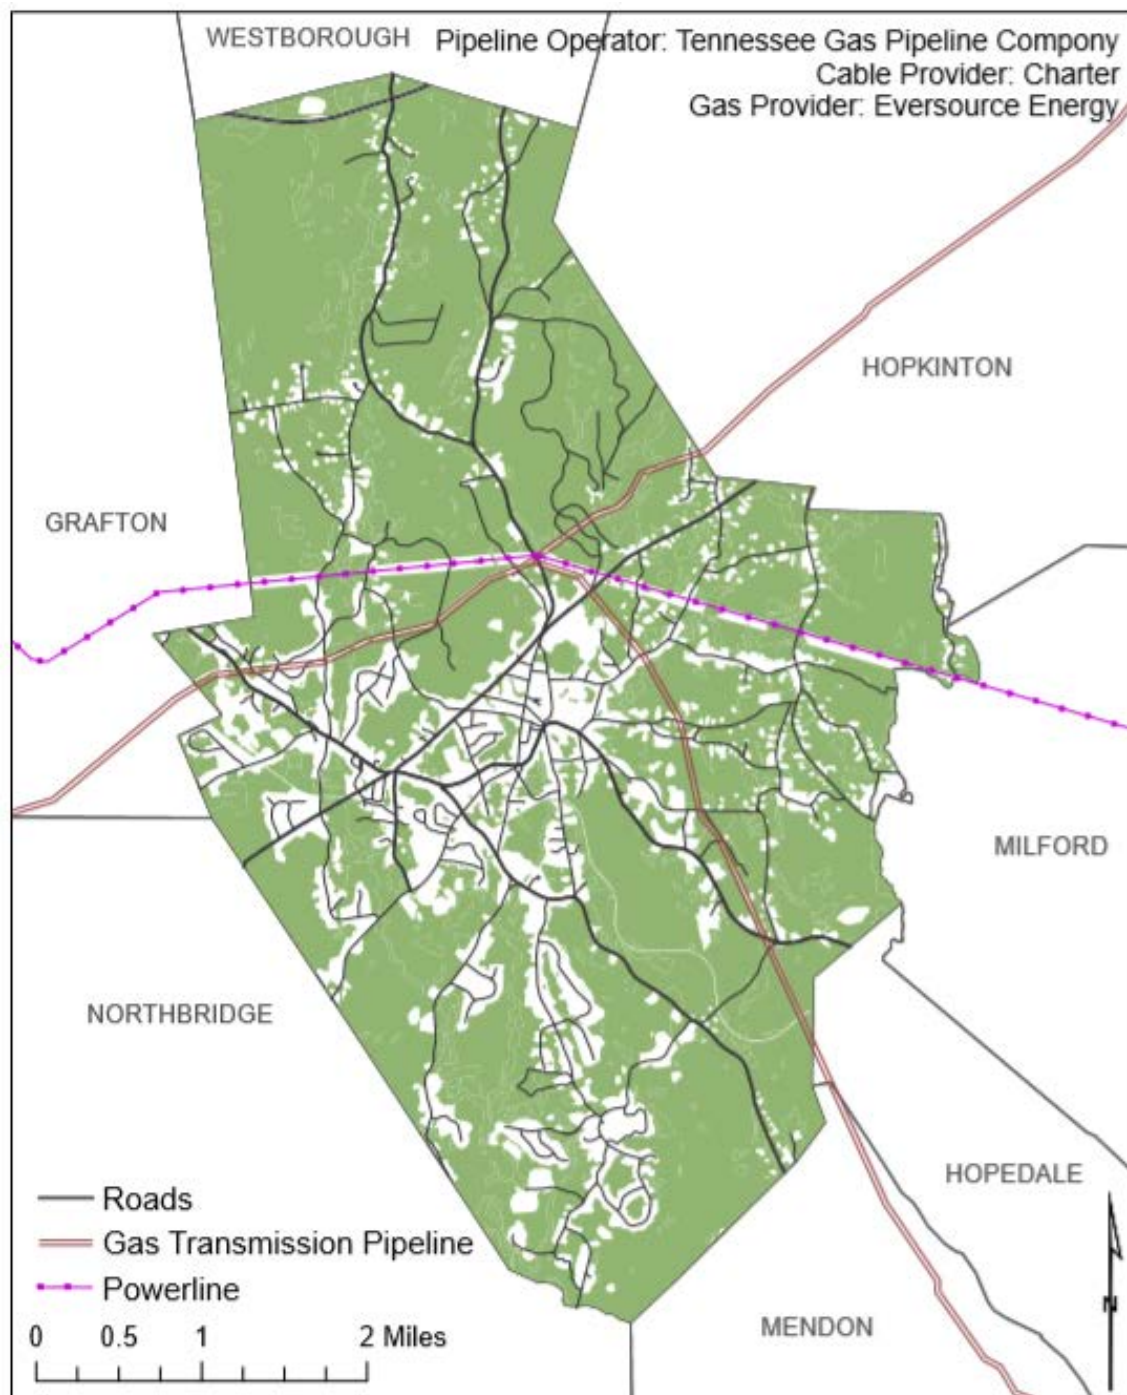 WESTBOROUGH
Pipeline Operator: Tennessee Gas Pipeline Compony
Cable Provider: Charter
Gas Provider: Eversource Energy
HOPKINTON
GRAFTON
MILFORD
NORTHBRIDGE
HOPEDALE
MENDON
Roads
Gas Transmission Pipeline
Powerline
0 0.5 1 2 Miles
N